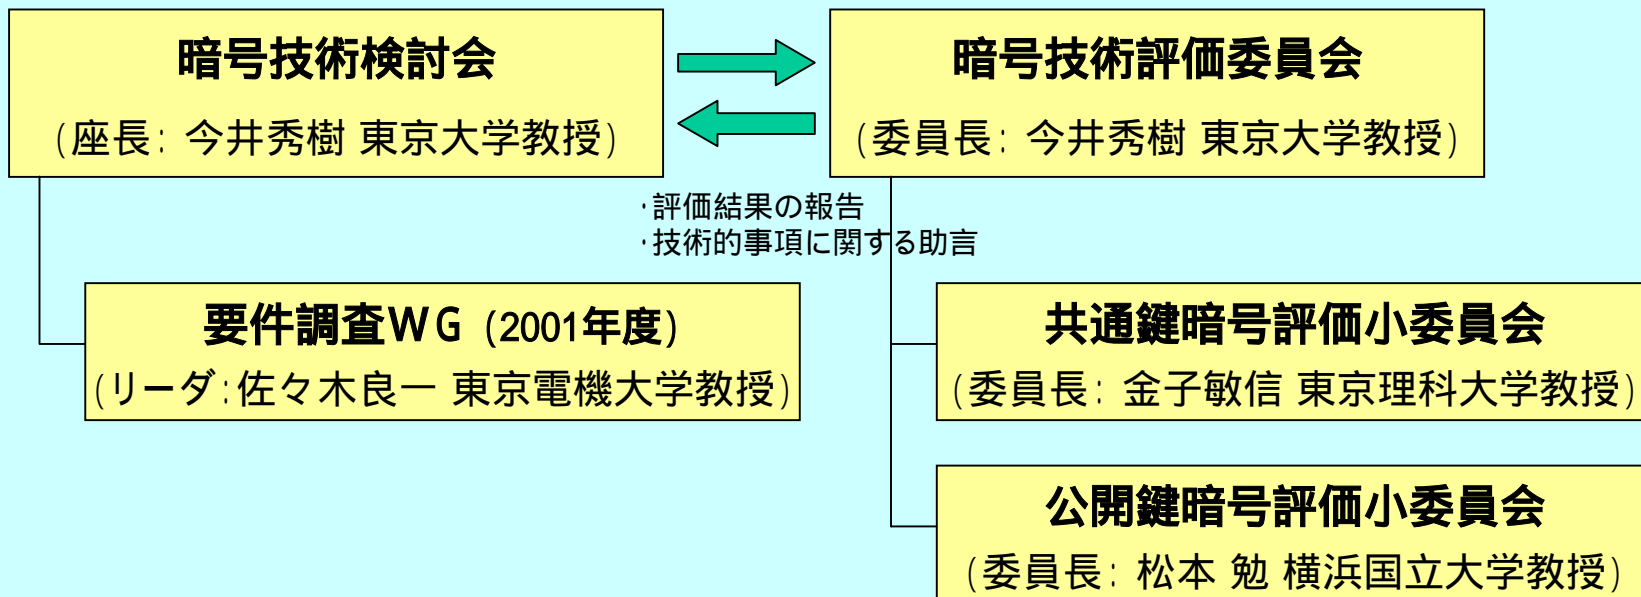 暗号技術検討会
(座長: 今井秀樹 東京大学教授)
暗号技術評価委員会
(委員長: 今井秀樹 東京大学教授)
・評価結果の報告
・技術的事項に関する助言
要件調査WG (2001年度)
(リーダ:佐々木良一 東京電機大学教授)
共通鍵暗号評価小委員会
(委員長: 金子敏信 東京理科大学教授)
公開鍵暗号評価小委員会
(委員長: 松本 勉 横浜国立大学教授)